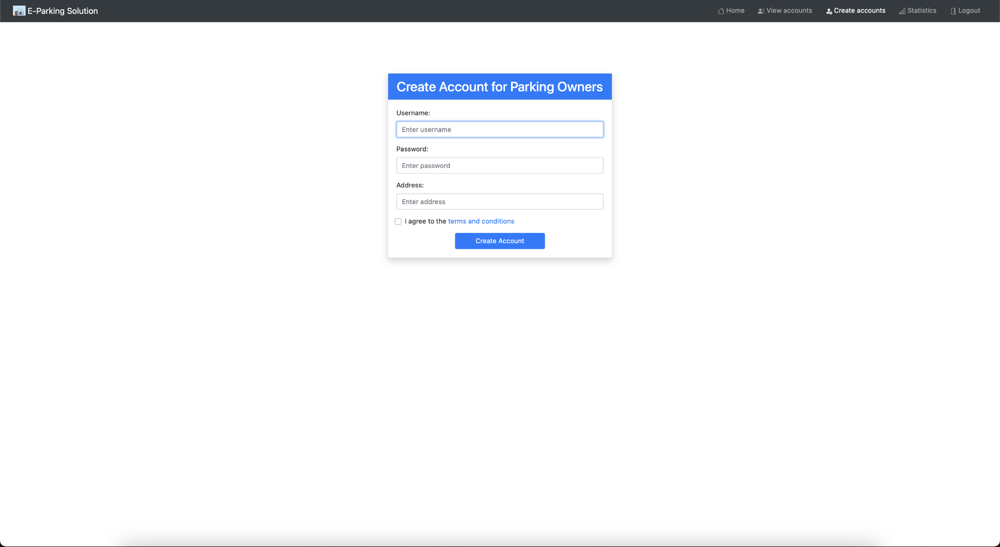 E-Parking Solution
Home View accounts Create accounts Statistics Logout
Create Account for Parking Owners
Username:
Enter username
Password:
Enter password
Address:
Enter address
I agree to the terms and conditions
Create Account